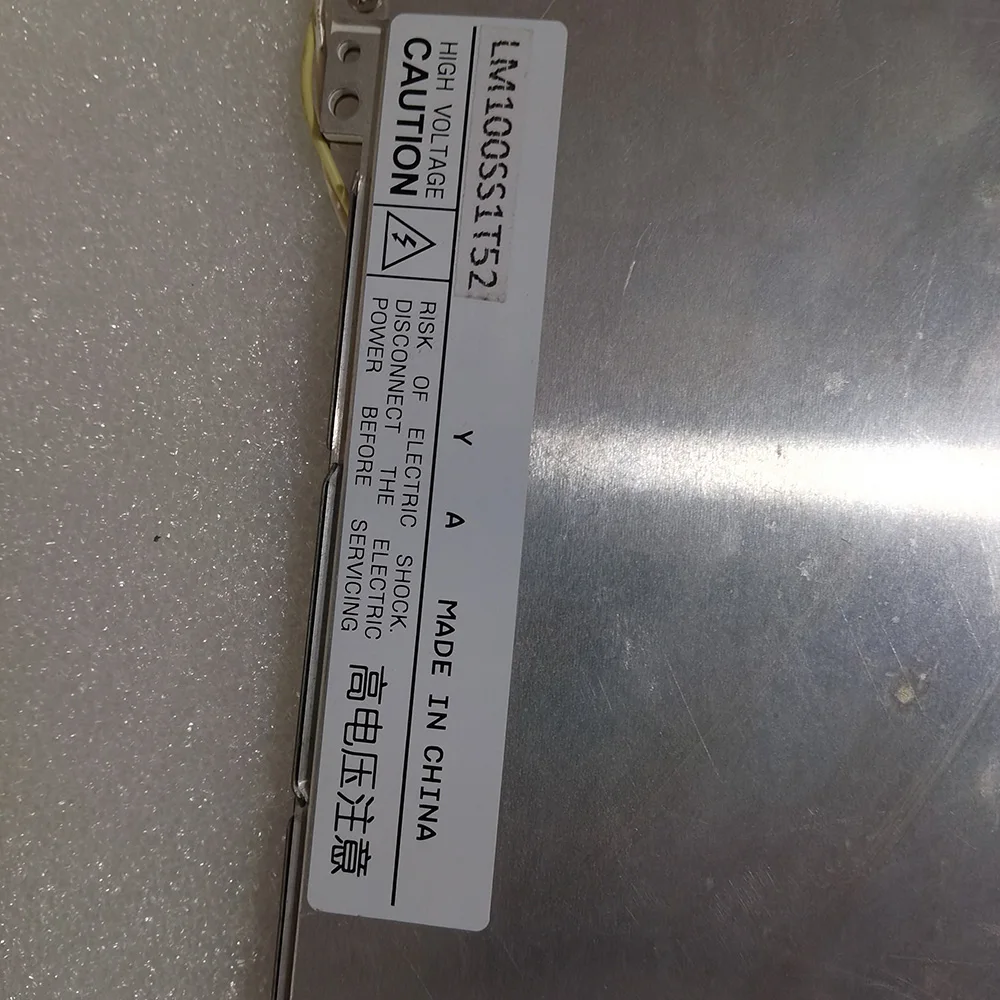 LM100SS1T52
Y A MADE IN CHINA
HIGH VOLTAGE
CAUTION
RISK OF ELECTRIC SHOCK.
DISCONNECT THE ELECTRIC
POWER BEFORE SERVICING
高电压注意